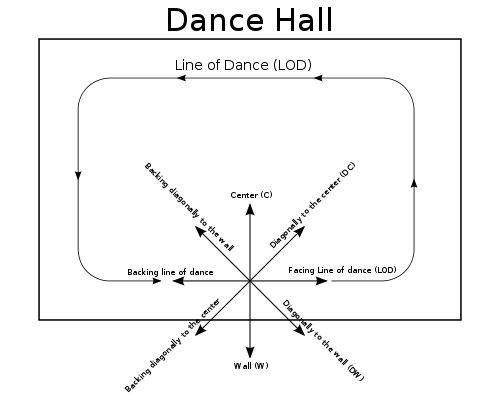 Dance Hall
Line of Dance (LOD)
Backing diagonally to the wall
Diagonally to the center (DC)
Center (C)
Backing line of dance
Facing Line of dance (LOD)
Backing diagonally to the center
Diagonally to the wall (DW)
Wall (W)